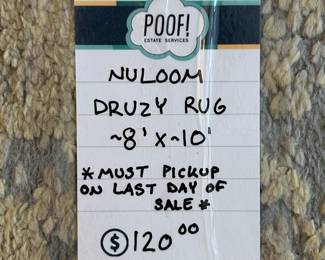 POOF!
ESTATE SERVICES
NULOOM
DRUZY RUG
~8' x ~10'
*MUST PICKUP
ON LAST DAY OF
SALE*
$120.00